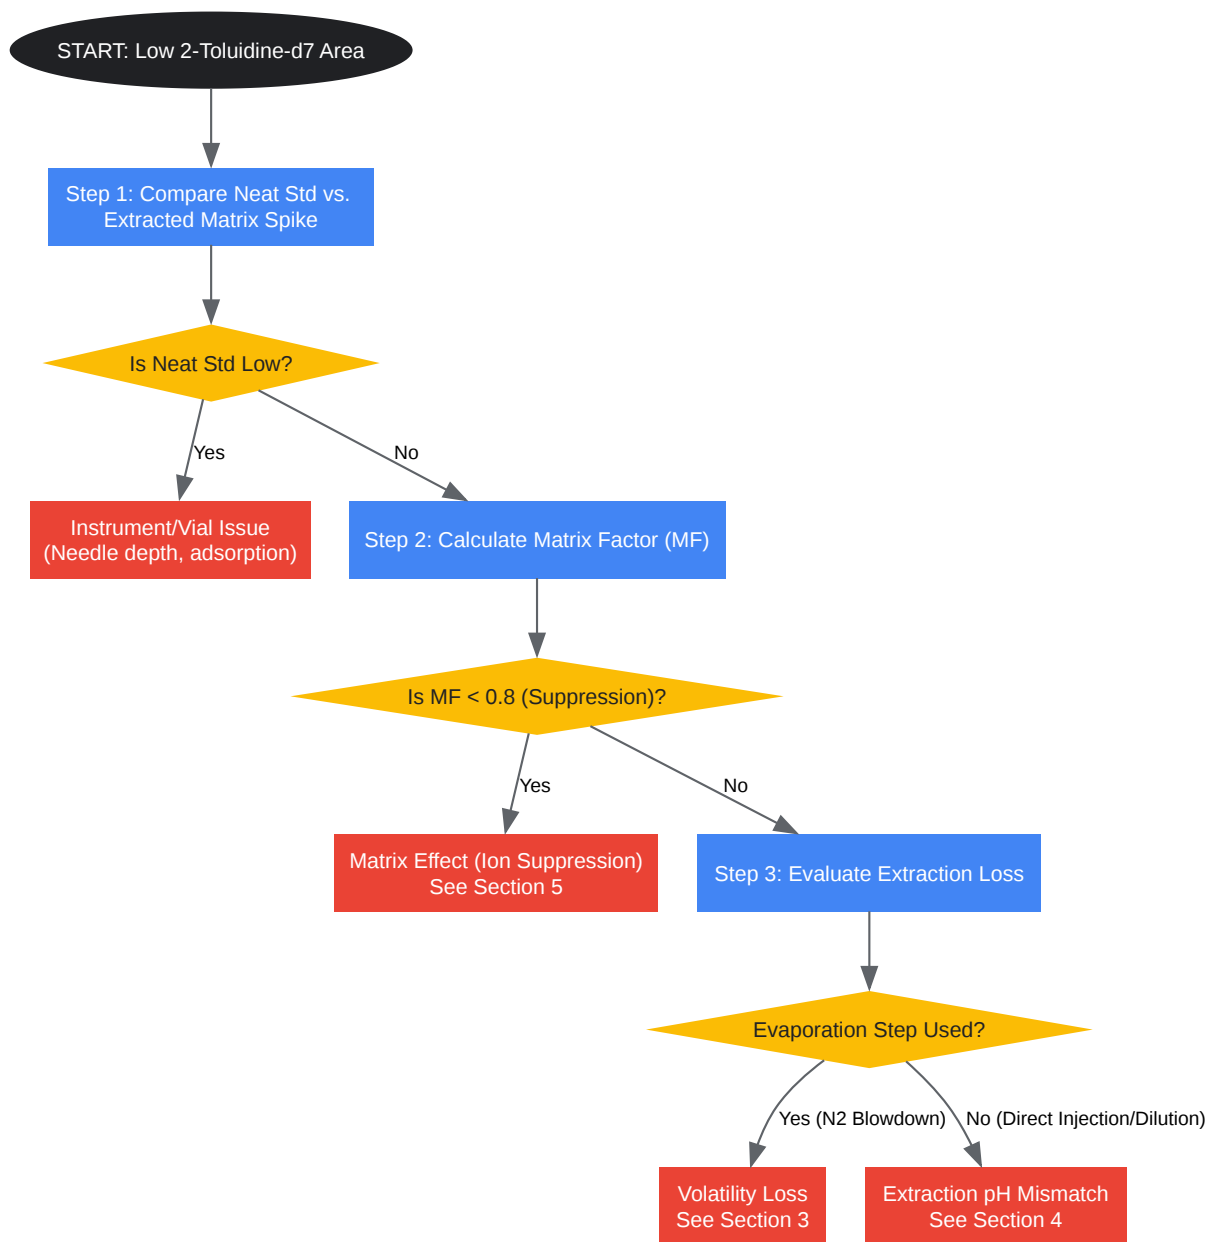 START: Low 2-Toluidine-d7 Area
Step 1: Compare Neat Std vs.
Extracted Matrix Spike
Is Neat Std Low?
Yes
No
Instrument/Vial Issue
(Needle depth, adsorption)
Step 2: Calculate Matrix Factor (MF)
Is MF < 0.8 (Suppression)?
Yes
No
Matrix Effect (Ion Suppression)
See Section 5
Step 3: Evaluate Extraction Loss
Evaporation Step Used?
Yes (N2 Blowdown)
No (Direct Injection/Dilution)
Volatility Loss
See Section 3
Extraction pH Mismatch
See Section 4